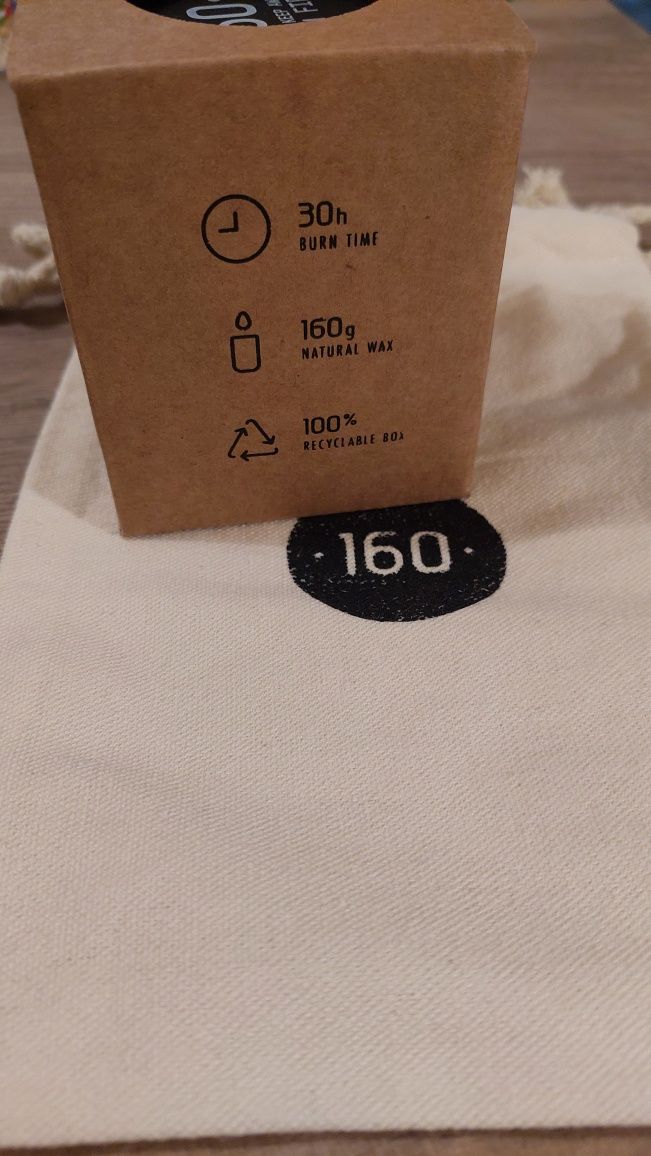 30h
BURN TIME
160g
NATURAL WAX
100%
RECYCLABLE BOX
· 160 ·